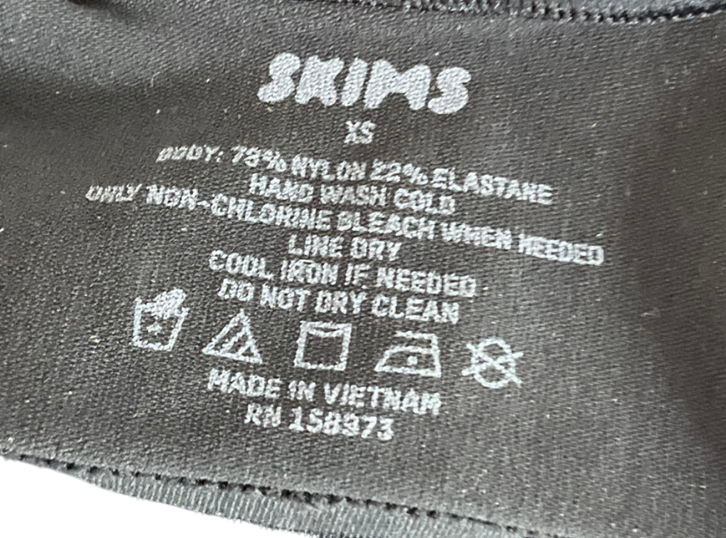 SKIMS
XS
BODY: 78% NYLON 22% ELASTANE
HAND WASH COLD
ONLY NON-CHLORINE BLEACH WHEN NEEDED
LINE DRY
COOL IRON IF NEEDED
DO NOT DRY CLEAN
MADE IN VIETNAM
RN 158973